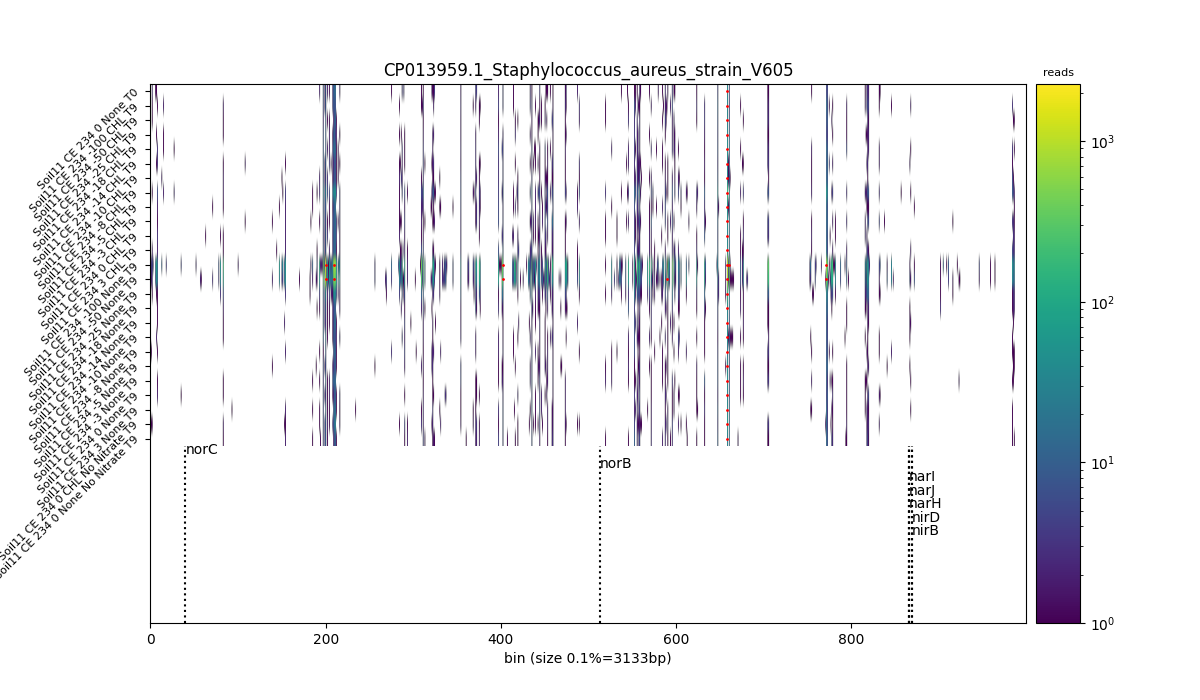 CP013959.1_Staphylococcus_aureus_strain_V605
reads
Soil11 CE 234 0 None T0
Soil11 CE 234 -100 CHL T9
Soil11 CE 234 -50 CHL T9
Soil11 CE 234 -25 CHL T9
Soil11 CE 234 -18 CHL T9
Soil11 CE 234 -14 CHL T9
Soil11 CE 234 -10 CHL T9
Soil11 CE 234 -8 CHL T9
Soil11 CE 234 -5 CHL T9
Soil11 CE 234 -3 CHL T9
Soil11 CE 234 0 CHL T9
Soil11 CE 234 3 CHL T9
Soil11 CE 234 -100 None T9
Soil11 CE 234 -50 None T9
Soil11 CE 234 -25 None T9
Soil11 CE 234 -18 None T9
Soil11 CE 234 -14 None T9
Soil11 CE 234 -10 None T9
Soil11 CE 234 -8 None T9
Soil11 CE 234 -5 None T9
Soil11 CE 234 -3 None T9
Soil11 CE 234 0 None T9
Soil11 CE 234 3 None T9
Soil11 CE 234 0 CHL No Nitrate T9
Soil11 CE 234 0 None No Nitrate T9
norC
norB
narI
narJ
narH
nirD
nirB
10³
10²
10¹
10⁰
0 200 400 600 800
bin (size 0.1%=3133bp)